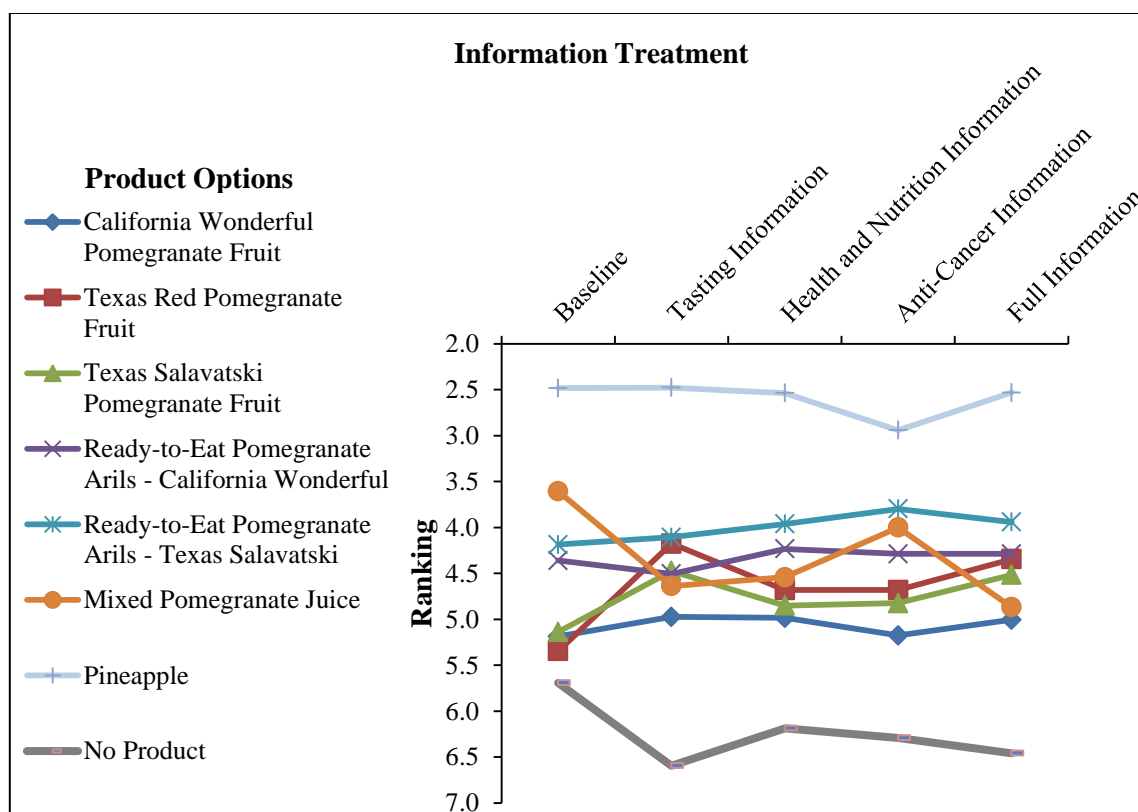 Information Treatment
Product Options
California Wonderful
Pomegranate Fruit
Texas Red Pomegranate
Fruit
Texas Salavatski
Pomegranate Fruit
Ready-to-Eat Pomegranate
Arils - California Wonderful
Ready-to-Eat Pomegranate
Arils - Texas Salavatski
Mixed Pomegranate Juice
Pineapple
No Product
Baseline
Tasting Information
Health and Nutrition Information
Anti-Cancer Information
Full Information
Ranking
2.0
2.5
3.0
3.5
4.0
4.5
5.0
5.5
6.0
6.5
7.0